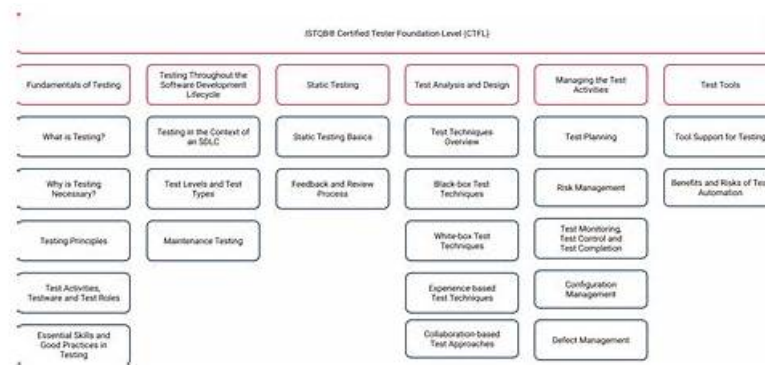 ISTQB® Certified Tester Foundation Level (CTFL)
Fundamentals of Testing
Testing Throughout the
Software Development
Lifecycle
Static Testing
Test Analysis and Design
Managing the Test
Activities
Test Tools
What is Testing?
Testing in the Context of
an SDLC
Static Testing Basics
Test Techniques
Overview
Test Planning
Tool Support for Testing
Why is Testing
Necessary?
Test Levels and Test
Types
Feedback and Review
Process
Black-box Test
Techniques
Risk Management
Benefits and Risks of
Automation
Testing Principles
Maintenance Testing
White-box Test
Techniques
Test Monitoring,
Test Control and
Test Completion
Test Activities,
Testware and Test Roles
Experience-based
Test Techniques
Configuration
Management
Essential Skills and
Good Practices in
Testing
Collaboration-based
Test Approaches
Defect Management